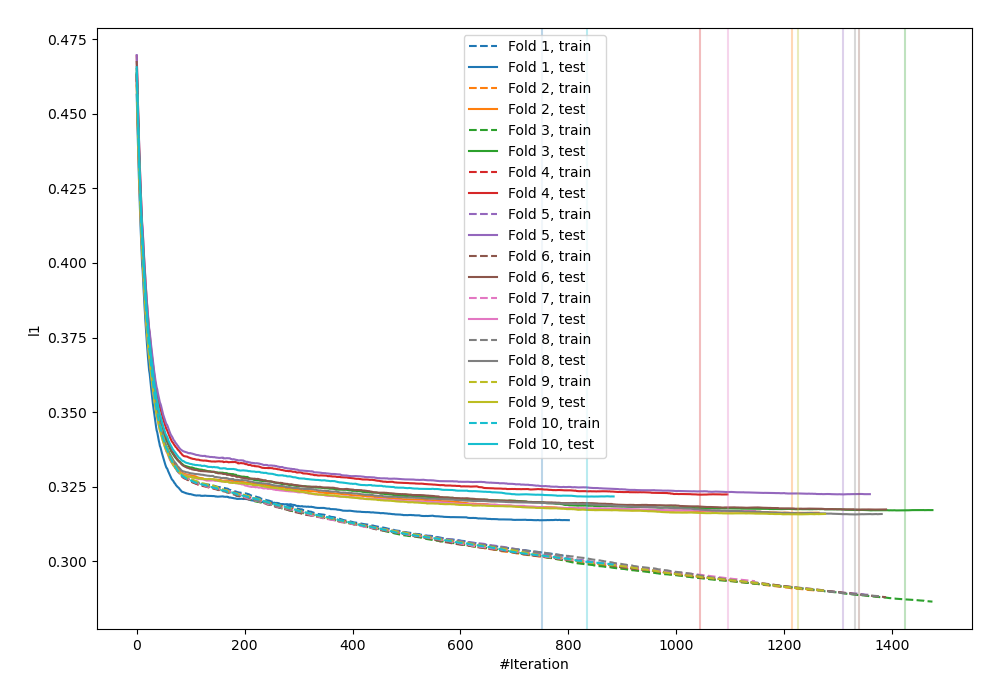 0.475
0.450
0.425
0.400
0.375
0.350
0.325
0.300
l1
0 200 400 600 800 1000 1200 1400
#Iteration
Fold 1, train
Fold 1, test
Fold 2, train
Fold 2, test
Fold 3, train
Fold 3, test
Fold 4, train
Fold 4, test
Fold 5, train
Fold 5, test
Fold 6, train
Fold 6, test
Fold 7, train
Fold 7, test
Fold 8, train
Fold 8, test
Fold 9, train
Fold 9, test
Fold 10, train
Fold 10, test